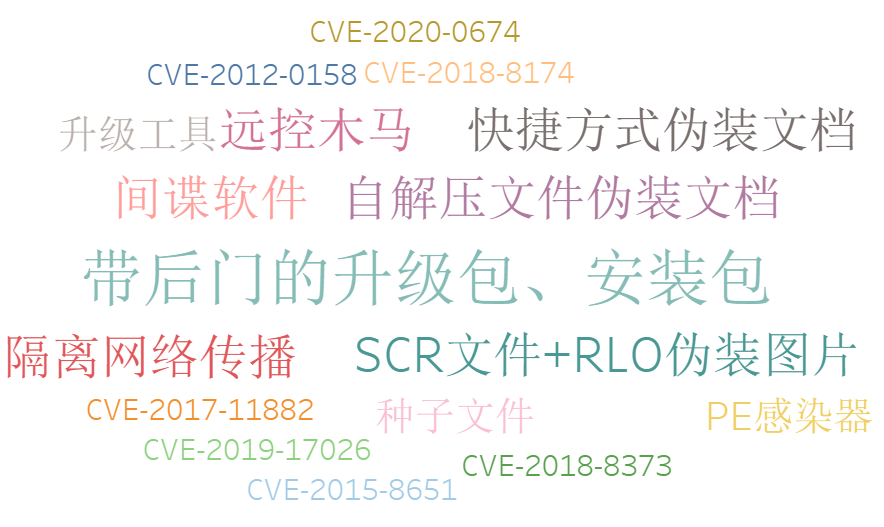 CVE-2020-0674
CVE-2012-0158 CVE-2018-8174
升级工具 远控木马 快捷方式伪装文档
间谍软件 自解压文件伪装文档
带后门的升级包、安装包
隔离网络传播 SCR文件+RLO伪装图片
CVE-2017-11882 种子文件 PE感染器
CVE-2019-17026
CVE-2018-8373
CVE-2015-8651